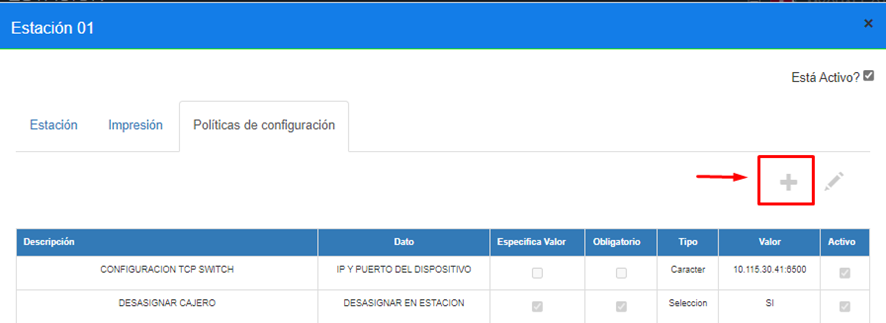 Estación 01
×
Está Activo?
Estación Impresión Políticas de configuración
Descripción Dato Especifica Valor Obligatorio Tipo Valor Activo
CONFIGURACION TCP SWITCH IP Y PUERTO DEL DISPOSITIVO Caracter 10.115.30.41:6500
DESASIGNAR CAJERO DESASIGNAR EN ESTACION Seleccion SI